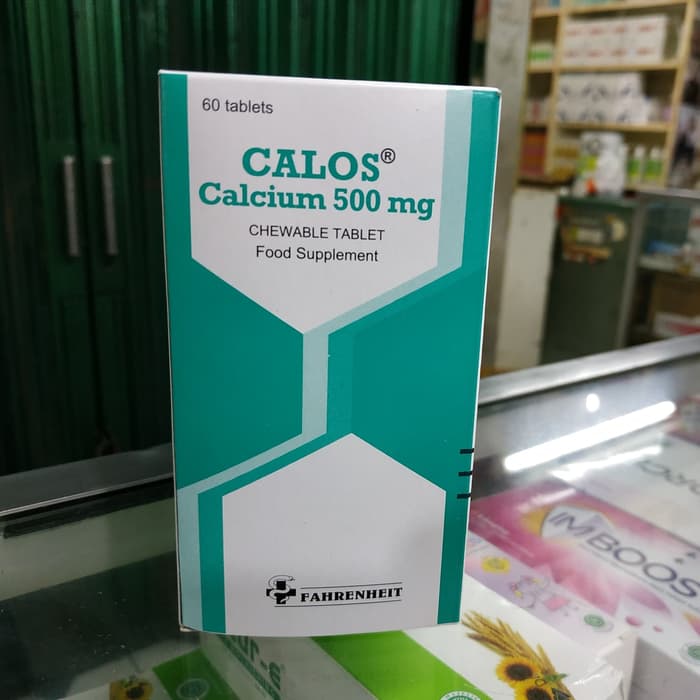 60 tablets
CALOS®
Calcium 500 mg
CHEWABLE TABLET
Food Supplement
FAHRENHEIT
IMBOOS